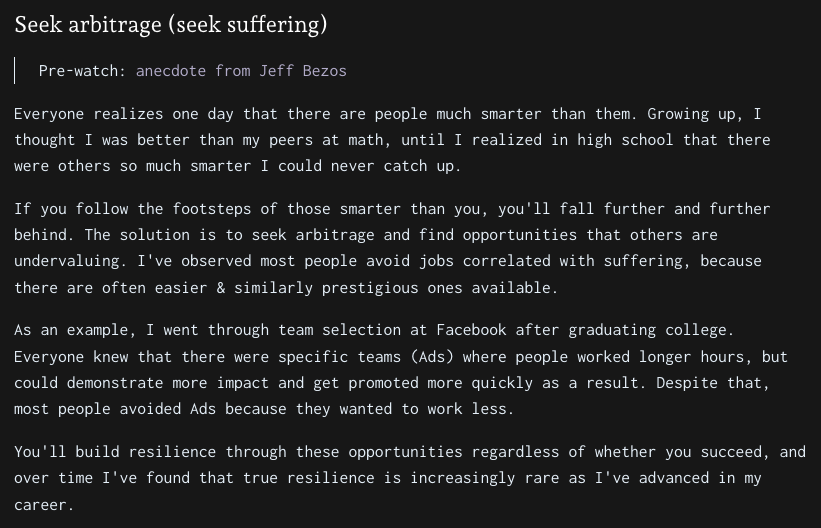 Seek arbitrage (seek suffering)
Pre-watch: anecdote from Jeff Bezos
Everyone realizes one day that there are people much smarter than them. Growing up, I
thought I was better than my peers at math, until I realized in high school that there
were others so much smarter I could never catch up.
If you follow the footsteps of those smarter than you, you'll fall further and further
behind. The solution is to seek arbitrage and find opportunities that others are
undervaluing. I've observed most people avoid jobs correlated with suffering, because
there are often easier & similarly prestigious ones available.
As an example, I went through team selection at Facebook after graduating college.
Everyone knew that there were specific teams (Ads) where people worked longer hours, but
could demonstrate more impact and get promoted more quickly as a result. Despite that,
most people avoided Ads because they wanted to work less.
You'll build resilience through these opportunities regardless of whether you succeed, and
over time I've found that true resilience is increasingly rare as I've advanced in my
career.